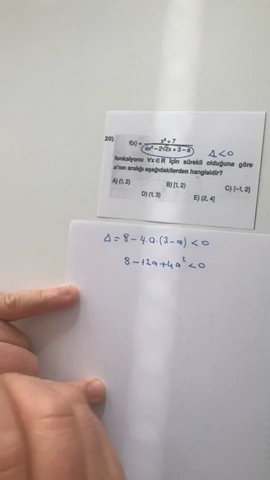 20)
f(x) = x² + 7
ax² – 2√2x + 3 – a
Δ<0
fonksiyonu ∀x ∈ R için sürekli olduğuna göre
a'nın aralığı aşağıdakilerden hangisidir?
A) (1, 2) B) [1, 2) C) (–1, 2]
D) (1, 3) E) (2, 4]
Δ = 8 – 4.a.(3–a) < 0
8 – 12a + 4a² < 0